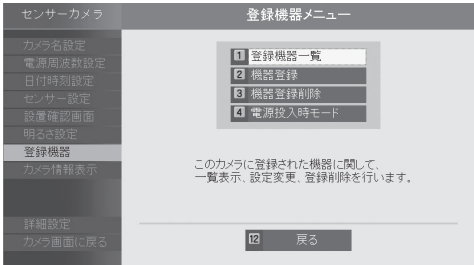 センサーカメラ
登録機器メニュー
カメラ名設定
電源周波数設定
日付時刻設定
センサー設定
設置確認画面
明るさ設定
登録機器
カメラ情報表示
詳細設定
カメラ画面に戻る
1 登録機器一覧
2 機器登録
3 機器登録削除
4 電源投入時モード
このカメラに登録された機器に関して、
一覧表示、設定変更、登録削除を行います。
12 戻る